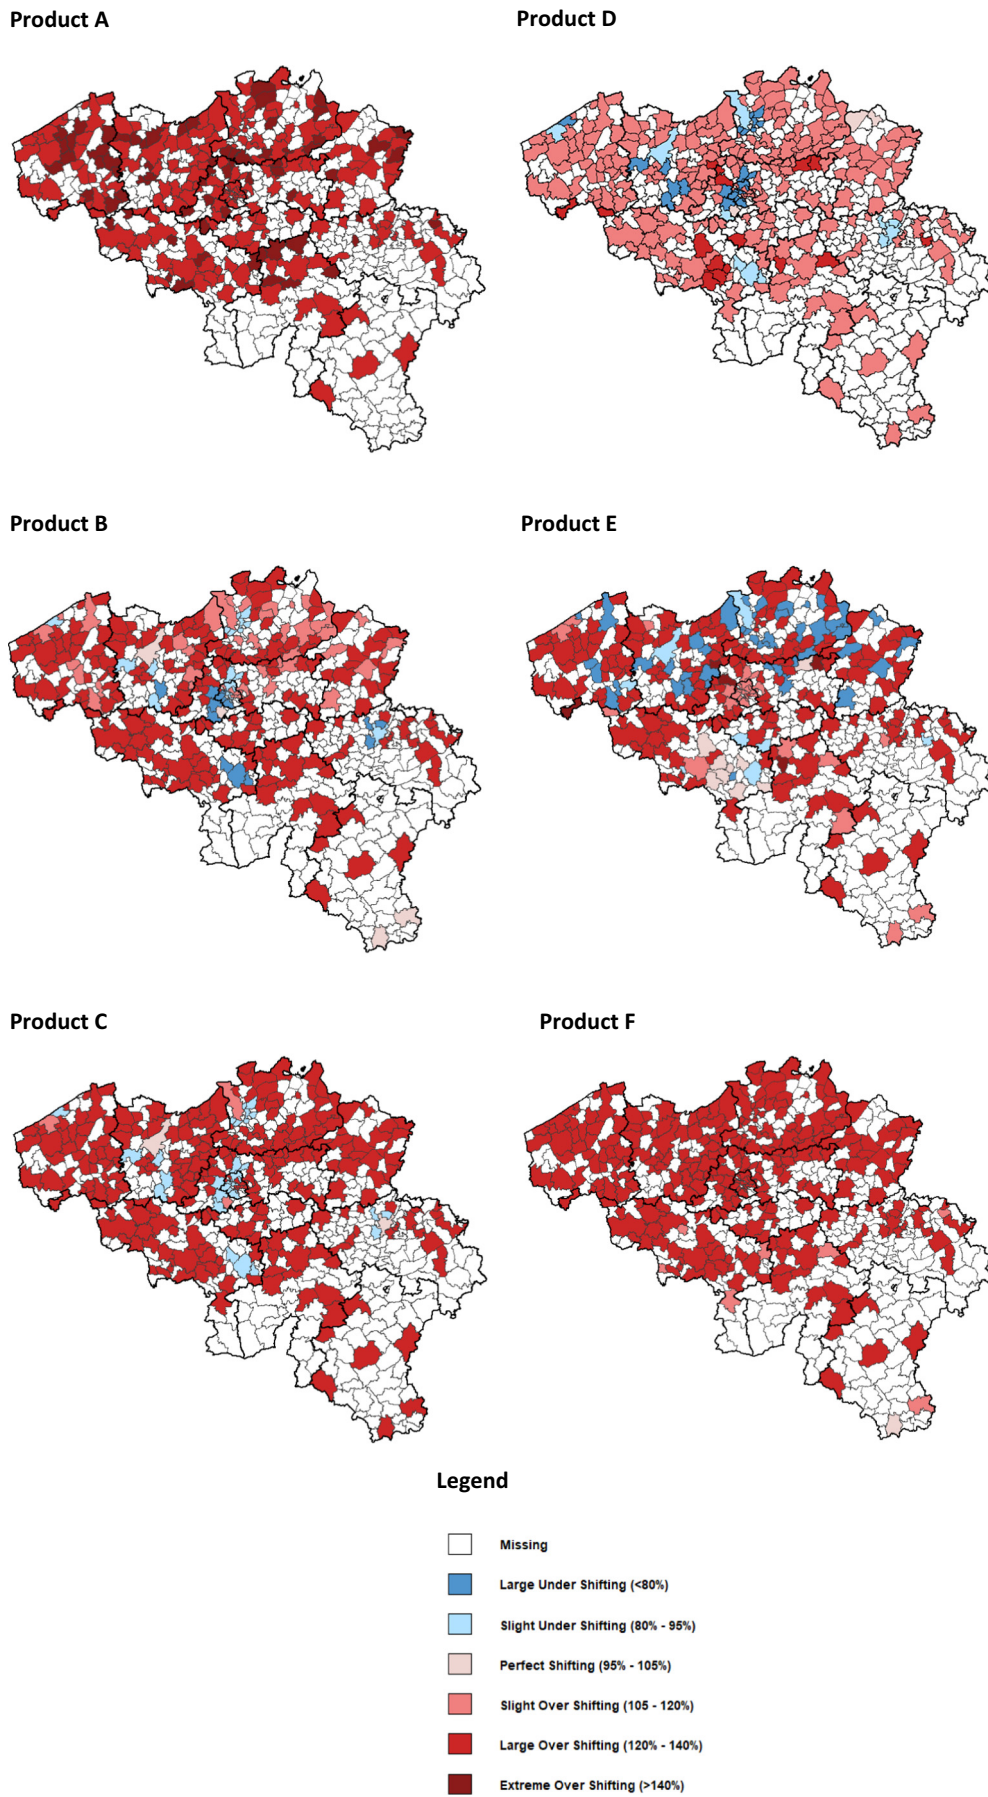 Product A
Product D
Product B
Product E
Product C
Product F
Legend
Missing
Large Under Shifting (<80%)
Slight Under Shifting (80% - 95%)
Perfect Shifting (95% - 105%)
Slight Over Shifting (105 - 120%)
Large Over Shifting (120% - 140%)
Extreme Over Shifting (>140%)